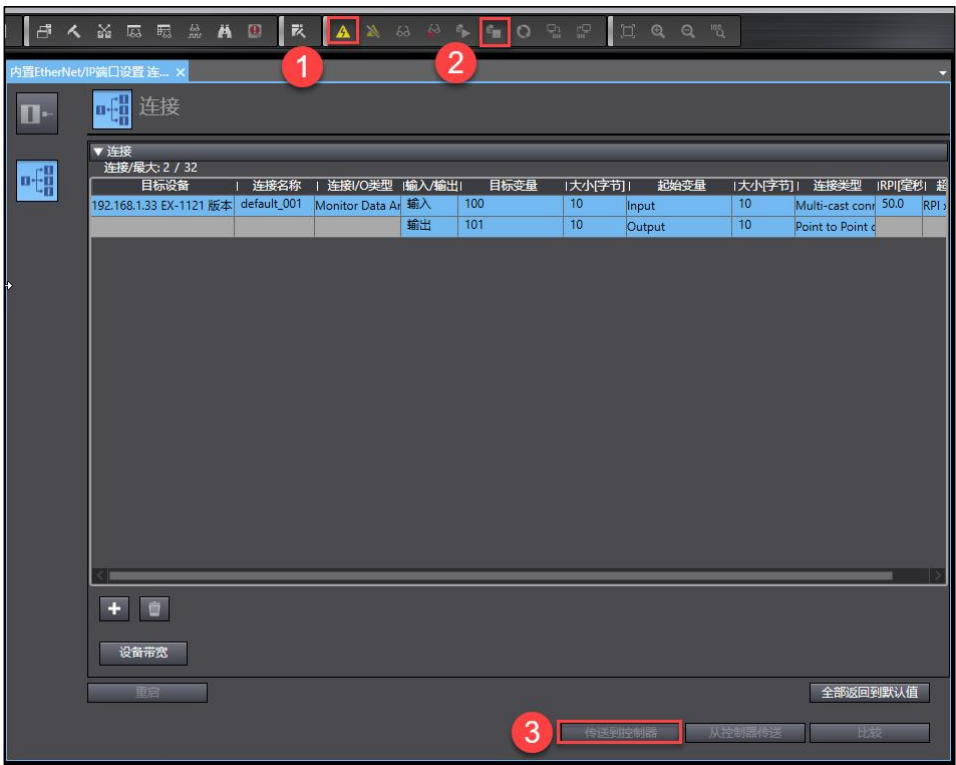 1
2
内置EtherNet/IP端口设置 连... ×
连接
▼连接
连接/最大: 2 / 32
目标设备 | 连接名称 | 连接I/O类型 |输入/输出| 目标变量 |大小[字节]| 起始变量 |大小[字节]| 连接类型 |RPI[毫秒| 超
192.168.1.33 EX-1121 版本 default_001 Monitor Data Ar 输入 100 10 Input 10 Multi-cast conn 50.0 RPI x
输出 101 10 Output 10 Point to Point c
+
设备带宽
重启 全部返回到默认值
3 传送到控制器 从控制器传送 比较